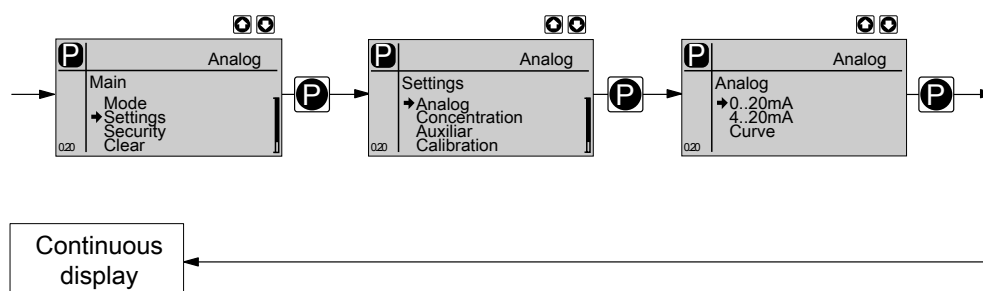 P
Analog
Main
Mode
Settings
Security
Clear
0.20
P
P
Analog
Settings
Analog
Concentration
Auxiliar
Calibration
0.20
P
P
Analog
Analog
0..20mA
4..20mA
Curve
0.20
P
Continuous
display